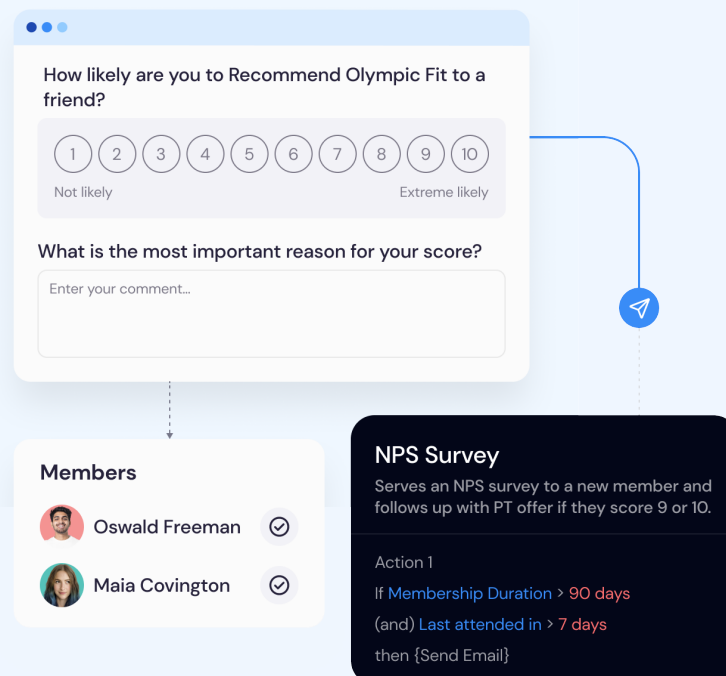 How likely are you to Recommend Olympic Fit to a
friend?
1 2 3 4 5 6 7 8 9 10
Not likely Extreme likely
What is the most important reason for your score?
Enter your comment...
Members
Oswald Freeman
Maia Covington
NPS Survey
Serves an NPS survey to a new member and
follows up with PT offer if they score 9 or 10.
Action 1
If Membership Duration > 90 days
(and) Last attended in > 7 days
then {Send Email}